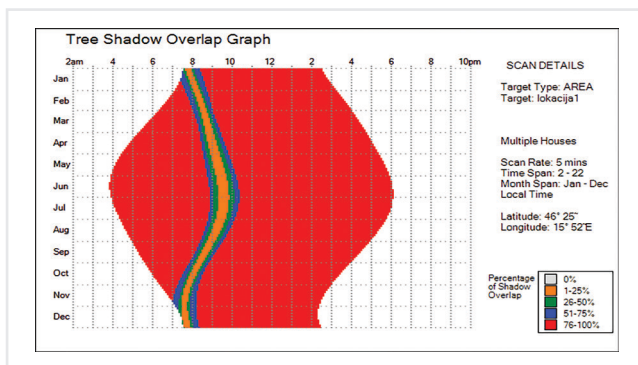 Tree Shadow Overlap Graph
2am 4 6 8 10 12 2 4 6 8 10pm
Jan
Feb
Mar
Apr
May
Jun
Jul
Aug
Sep
Oct
Nov
Dec
SCAN DETAILS
Target Type: AREA
Target: lokacija1
Multiple Houses
Scan Rate: 5 mins
Time Span: 2 - 22
Month Span: Jan - Dec
Local Time
Latitude: 46° 25˜
Longitude: 15° 52˜E
Percentage
of Shadow
Overlap
0%
1-25%
26-50%
51-75%
76-100%